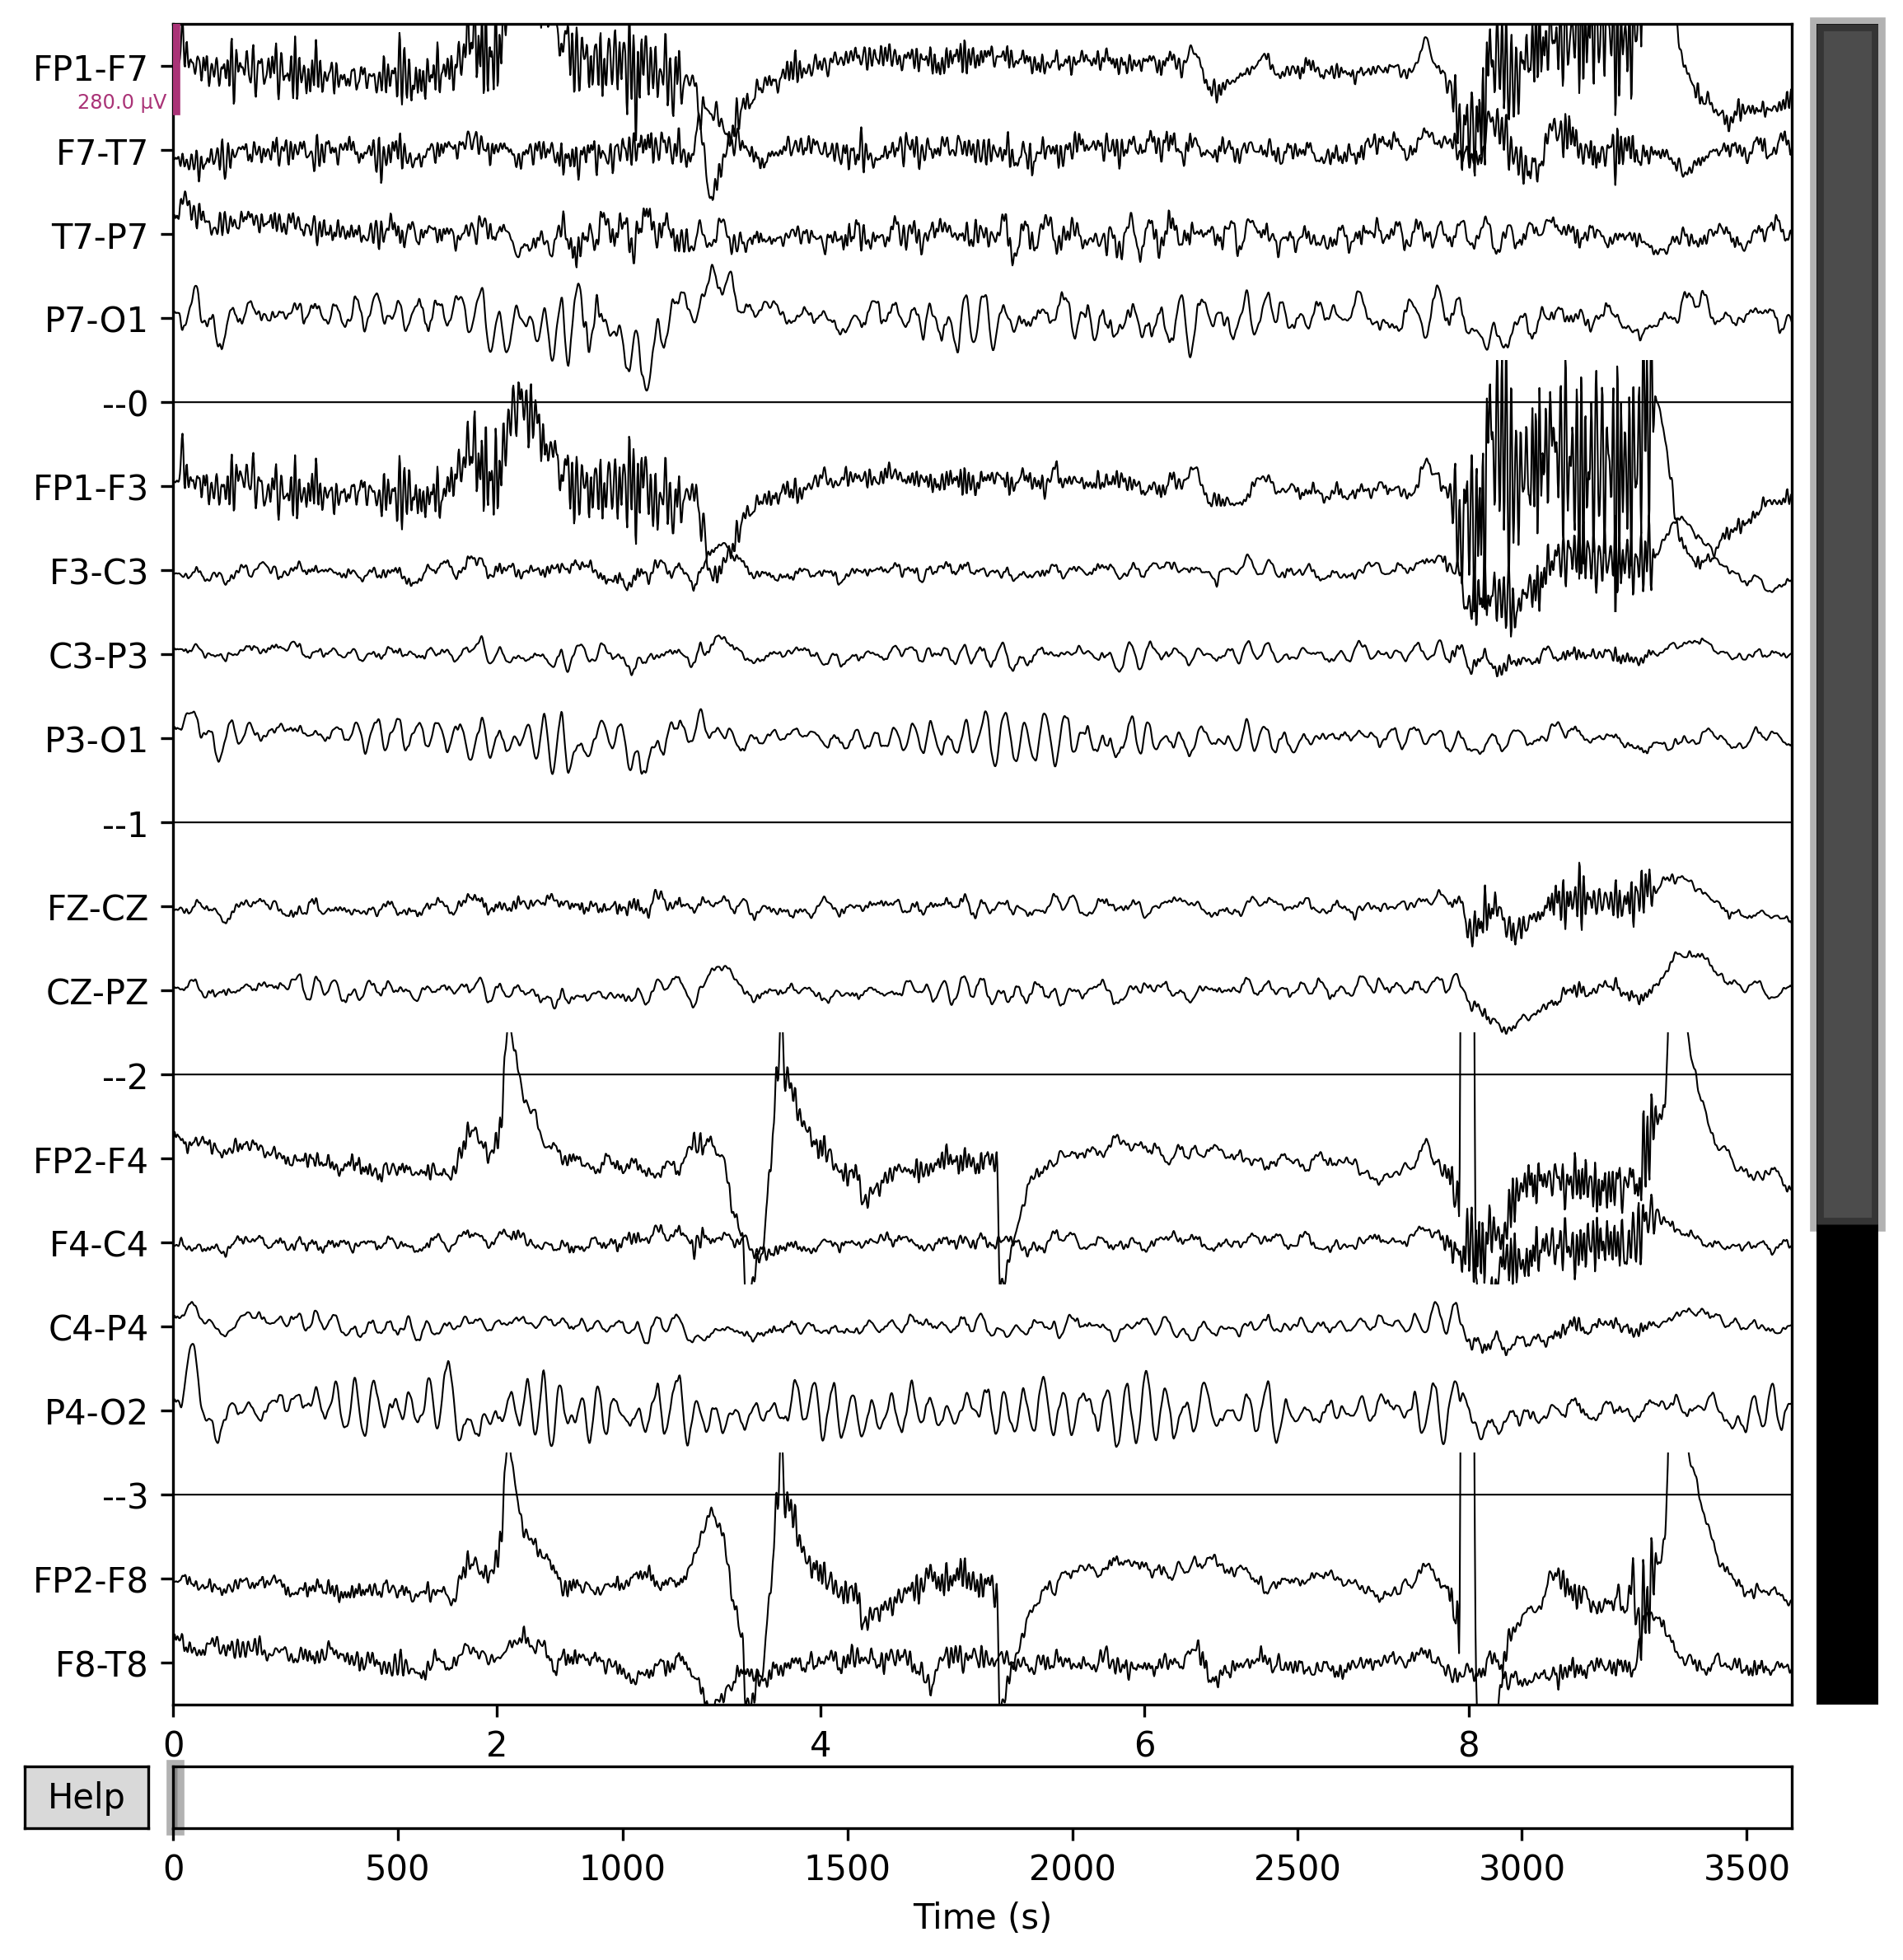 FP1-F7
280.0 µV
F7-T7
T7-P7
P7-O1
--0
FP1-F3
F3-C3
C3-P3
P3-O1
--1
FZ-CZ
CZ-PZ
--2
FP2-F4
F4-C4
C4-P4
P4-O2
--3
FP2-F8
F8-T8
0 2 4 6 8
Help
0 500 1000 1500 2000 2500 3000 3500
Time (s)